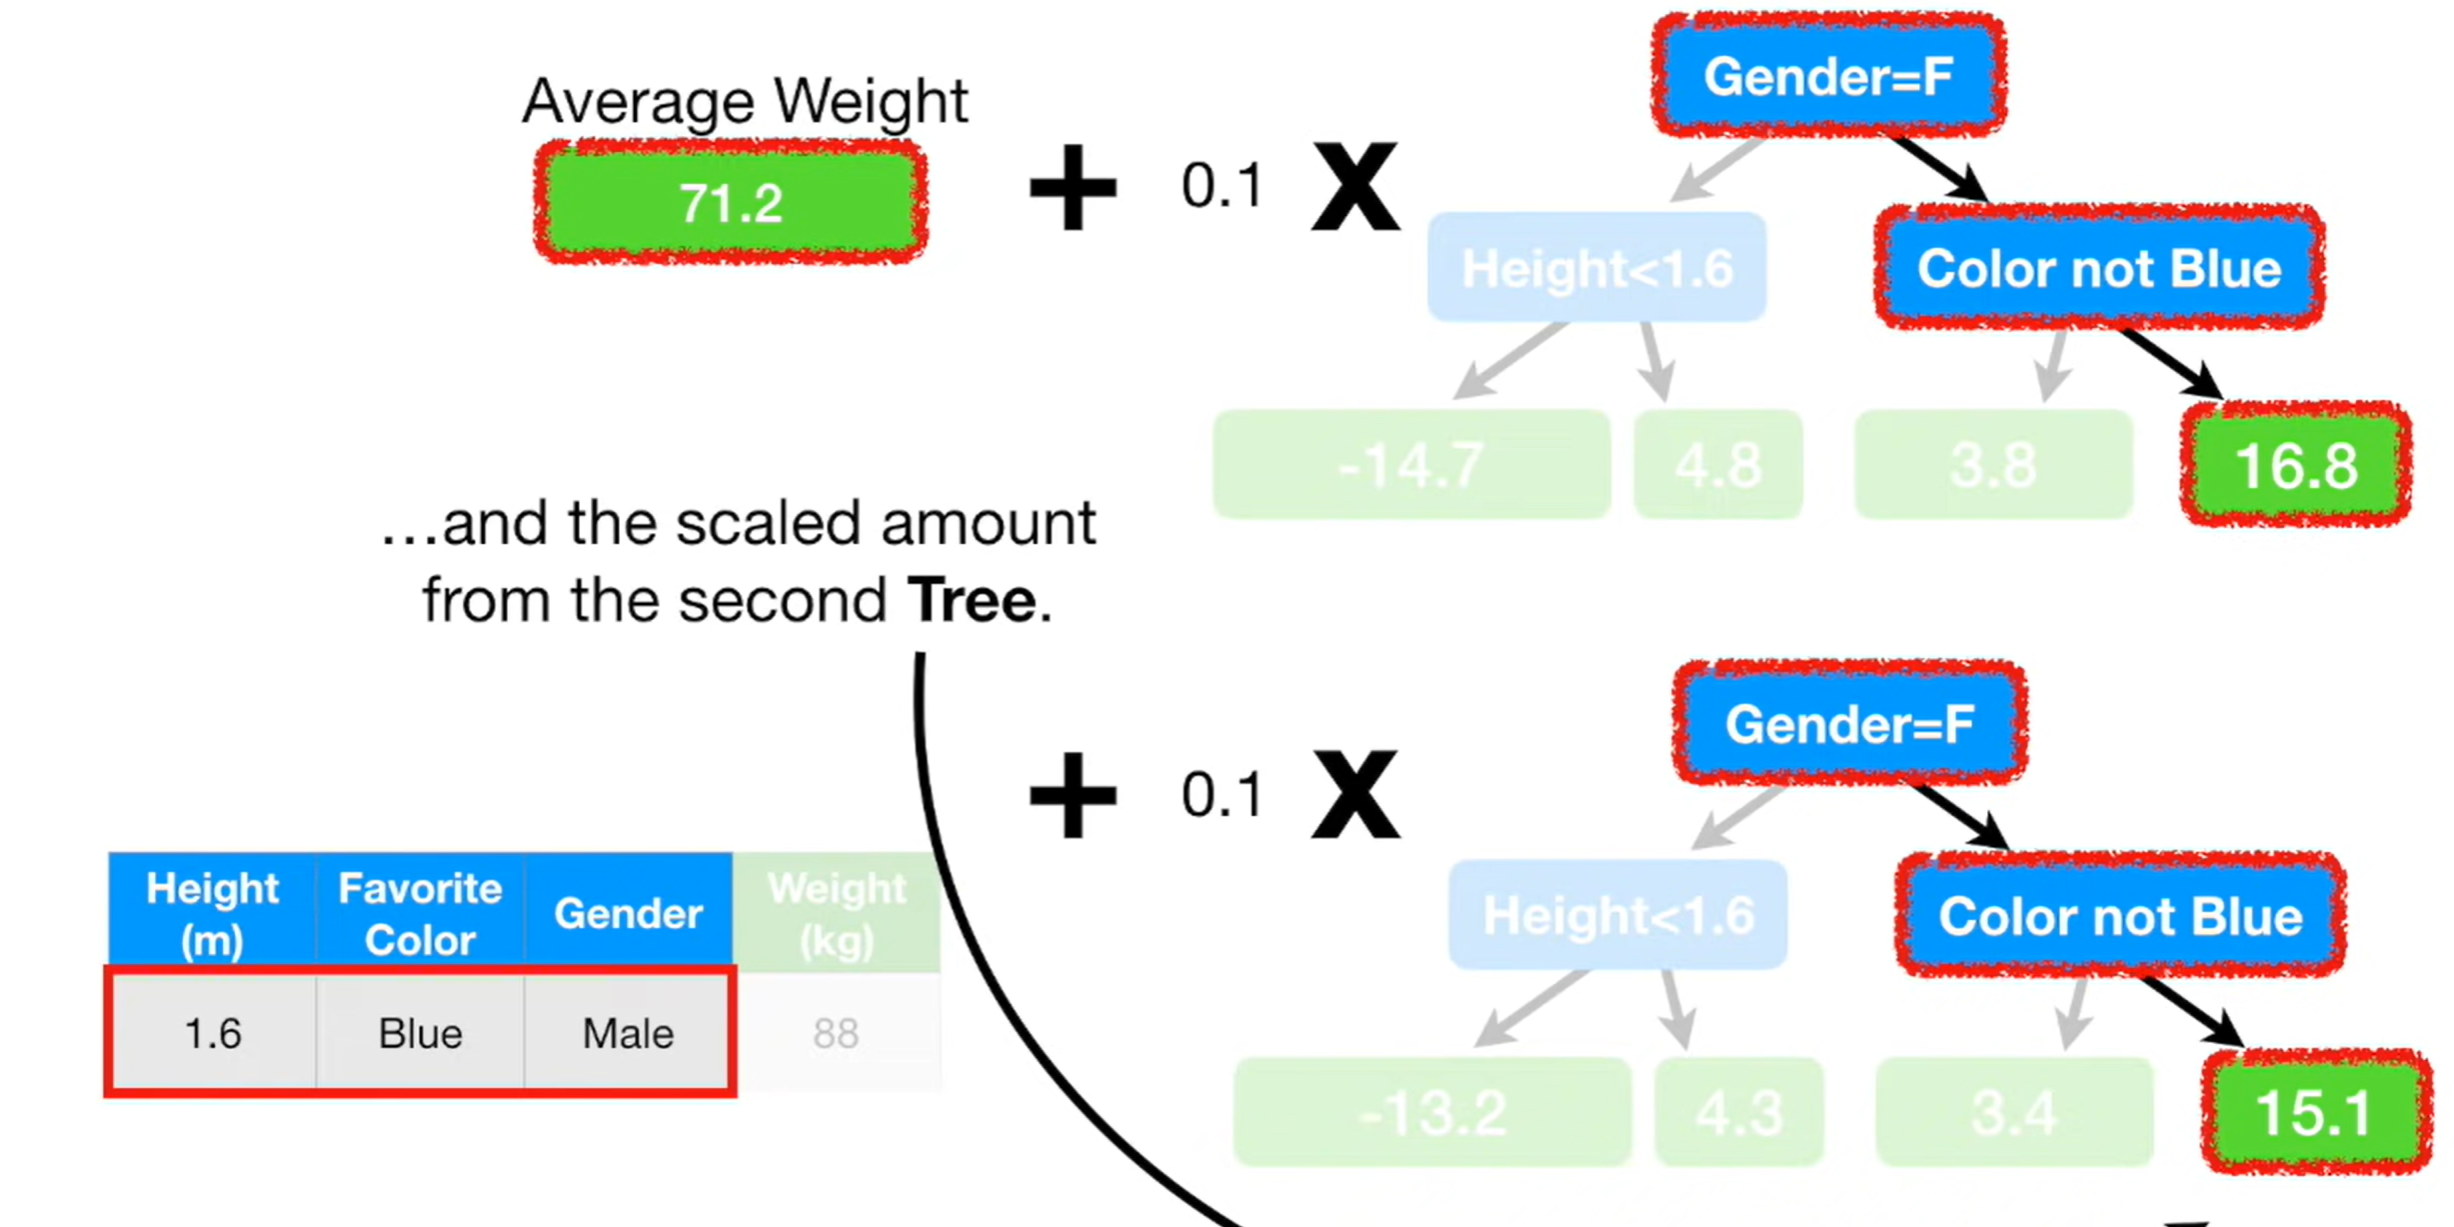 Average Weight
71.2
+ 0.1 X
Gender=F
Height<1.6
Color not Blue
-14.7
4.8
3.8
16.8
...and the scaled amount
from the second Tree.
+ 0.1 X
Gender=F
Height<1.6
Color not Blue
-13.2
4.3
3.4
15.1
Height (m) Favorite Color Gender Weight (kg)
1.6 Blue Male 88